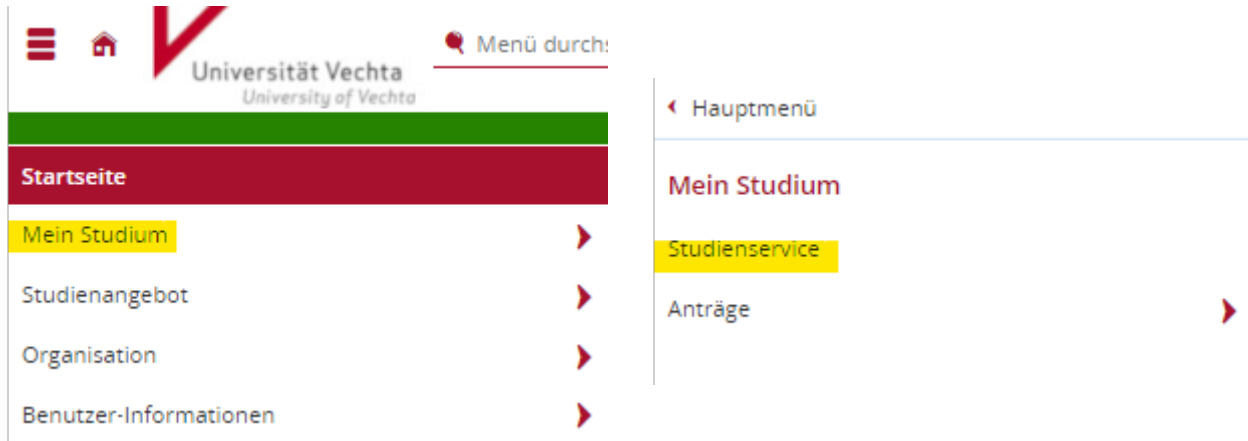 Universität Vechta
University of Vechta
Menü durchs
Startseite
Mein Studium
Studienangebot
Organisation
Benutzer-Informationen
Hauptmenü
Mein Studium
Studienservice
Anträge